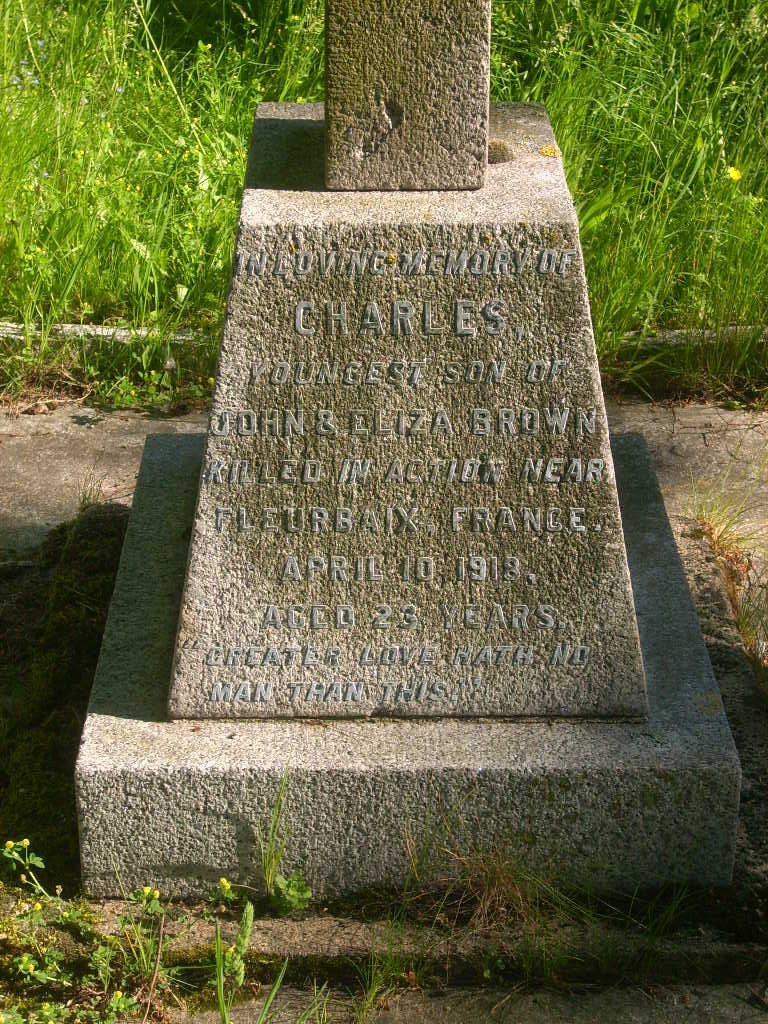 IN LOVING MEMORY OF
CHARLES,
YOUNGEST SON OF
JOHN & ELIZA BROWN
KILLED IN ACTION NEAR
FLEURBAIX, FRANCE,
APRIL 10, 1918,
AGED 23 YEARS.
"GREATER LOVE HATH NO
MAN THAN THIS."